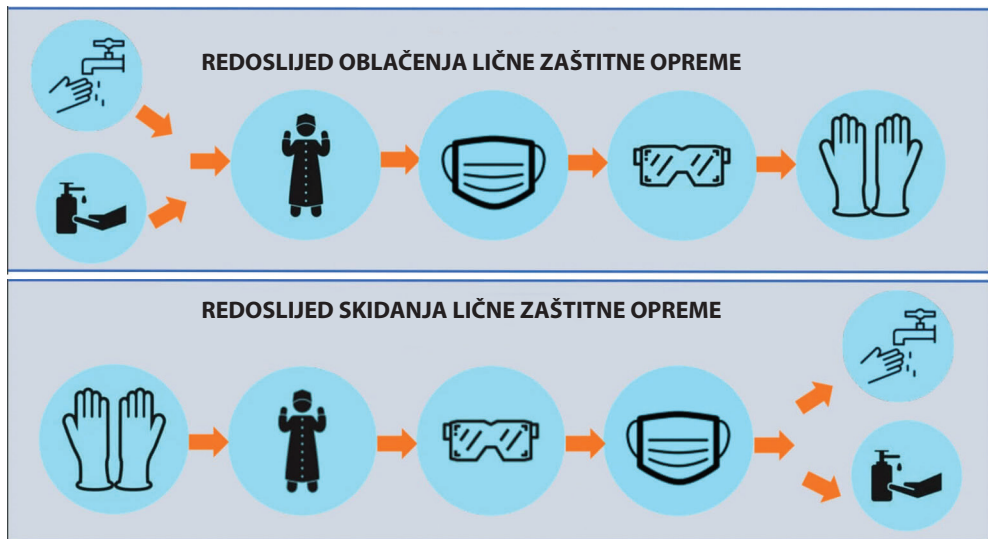 REDOSLIJED OBLAČENJA LIČNE ZAŠTITNE OPREME
REDOSLIJED SKIDANJA LIČNE ZAŠTITNE OPREME